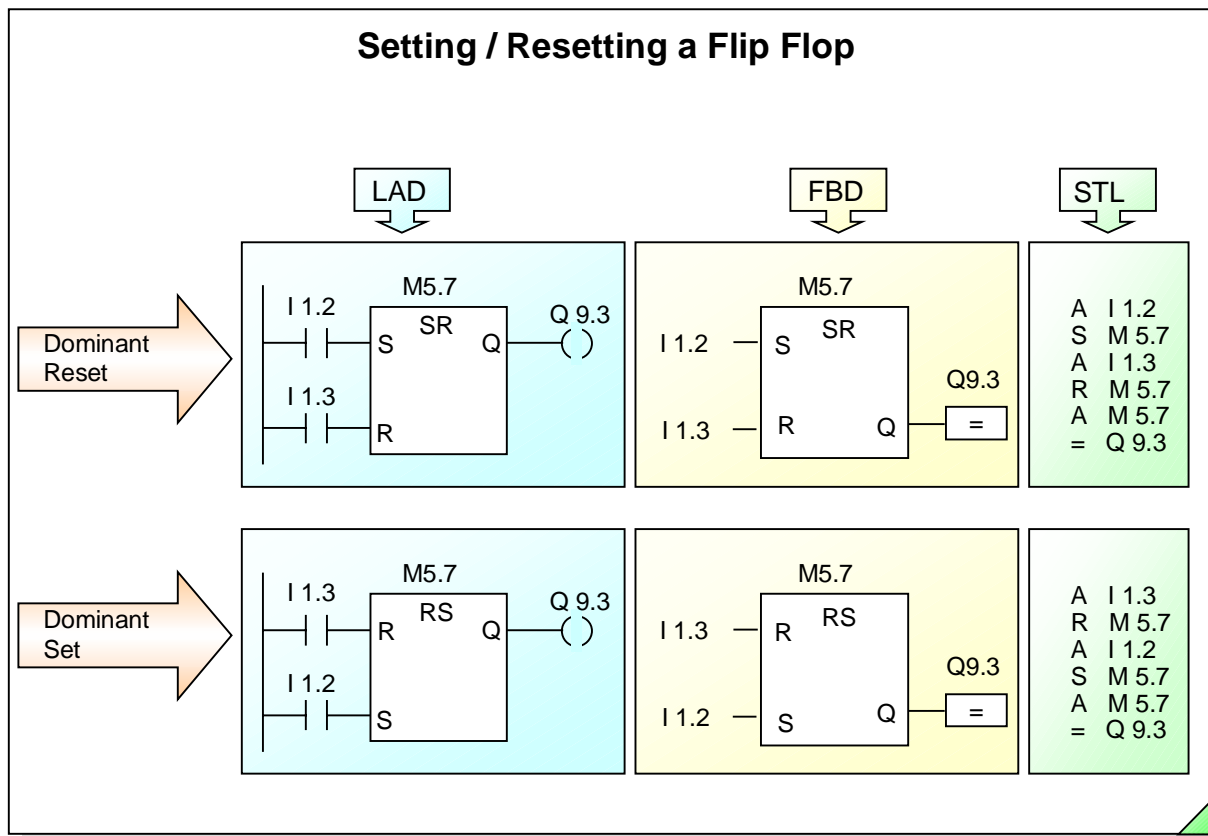 Setting / Resetting a Flip Flop
LAD
FBD
STL
Dominant
Reset
M5.7
I 1.2
SR
Q 9.3
S
Q
( )
I 1.3
R
M5.7
SR
I 1.2
S
Q9.3
I 1.3
R
Q
=
A I 1.2
S M 5.7
A I 1.3
R M 5.7
A M 5.7
= Q 9.3
Dominant
Set
M5.7
I 1.3
RS
Q 9.3
R
Q
( )
I 1.2
S
M5.7
RS
I 1.3
R
Q9.3
I 1.2
S
Q
=
A I 1.3
R M 5.7
A I 1.2
S M 5.7
A M 5.7
= Q 9.3